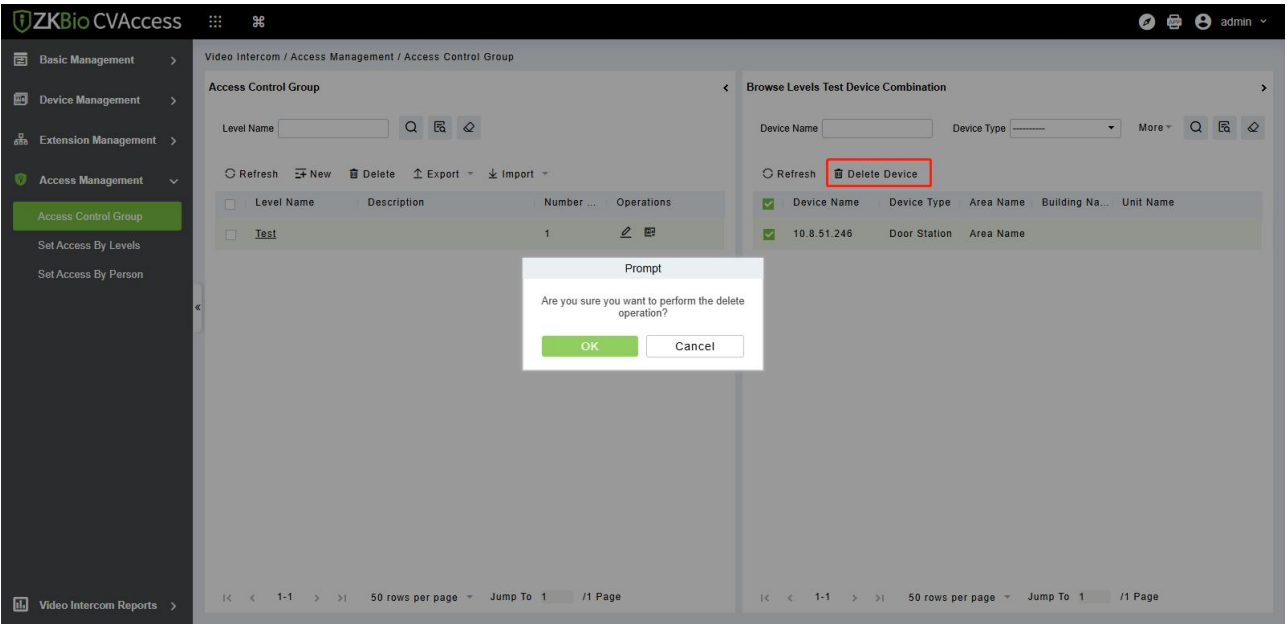 ZKBio CVAccess
admin
Basic Management
Device Management
Extension Management
Access Management
Access Control Group
Set Access By Levels
Set Access By Person
Video Intercom Reports
Video Intercom / Access Management / Access Control Group
Access Control Group
Level Name
Refresh New Delete Export Import
Level Name Description Number ... Operations
Test 1
1-1 50 rows per page Jump To 1 /1 Page
Browse Levels Test Device Combination
Device Name Device Type ---------- More
Refresh Delete Device
Device Name Device Type Area Name Building Na... Unit Name
10.8.51.246 Door Station Area Name
1-1 50 rows per page Jump To 1 /1 Page
Prompt
Are you sure you want to perform the delete
operation?
OK Cancel